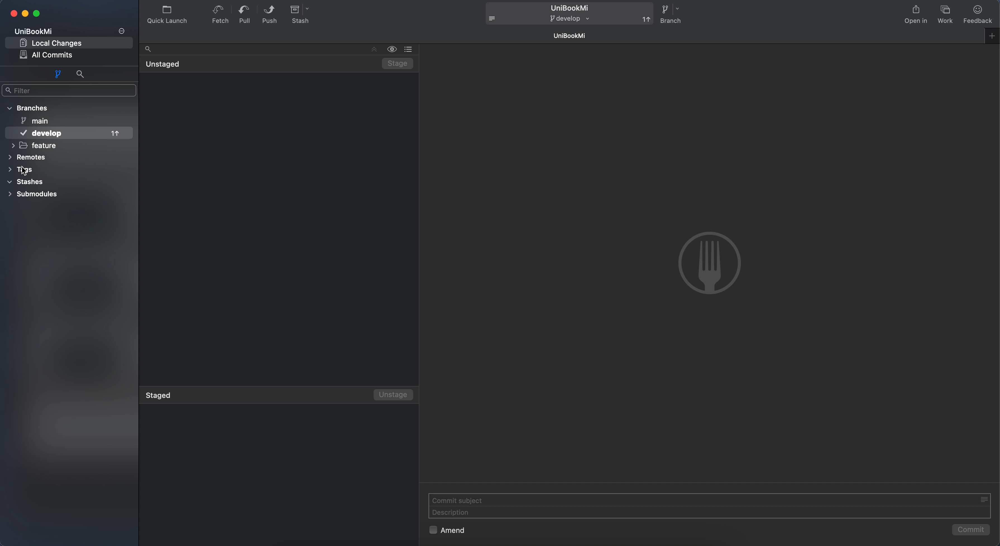 Quick Launch
Fetch
Pull
Push
Stash
UniBookMi
develop
1↑
Branch
Open in
Work
Feedback
UniBookMi
UniBookMi
Local Changes
All Commits
Filter
Branches
main
develop 1↑
feature
Remotes
Tags
Stashes
Submodules
Unstaged
Stage
Staged
Unstage
Commit subject
Description
Amend
Commit